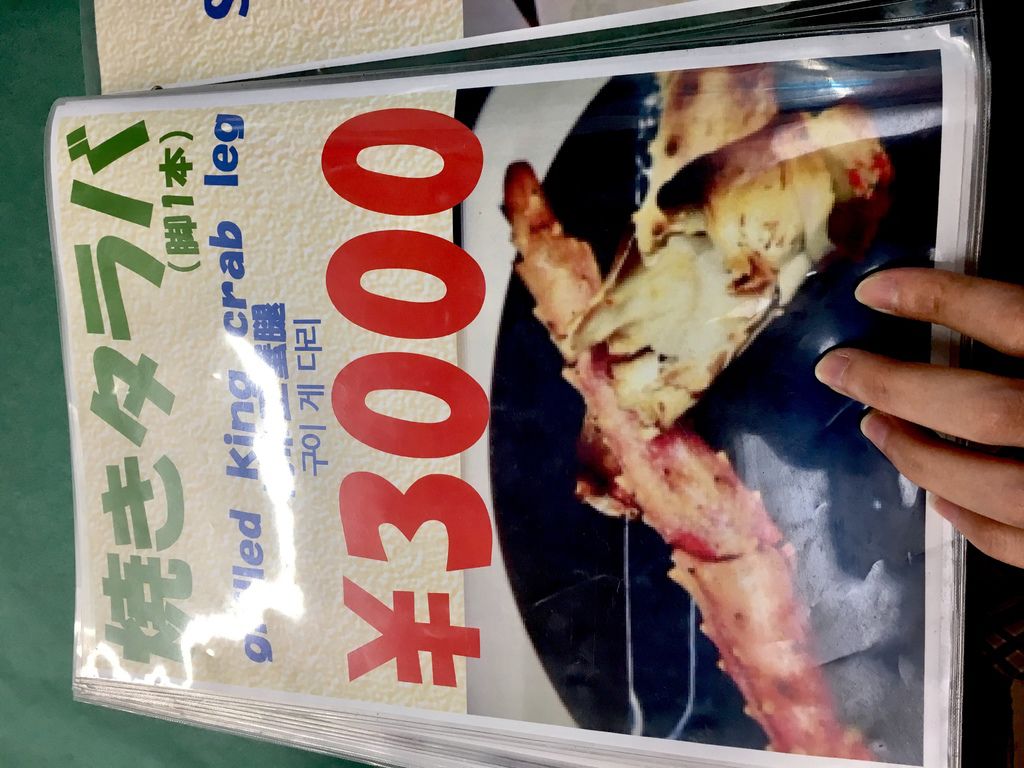 焼きタラバ
(脚1本)
grilled king crab leg
구이 게 다리
¥3000